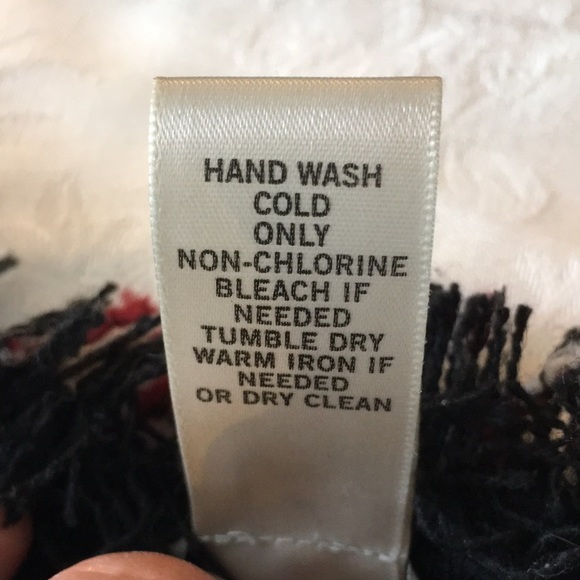 HAND WASH
COLD
ONLY
NON-CHLORINE
BLEACH IF
NEEDED
TUMBLE DRY
WARM IRON IF
NEEDED
OR DRY CLEAN